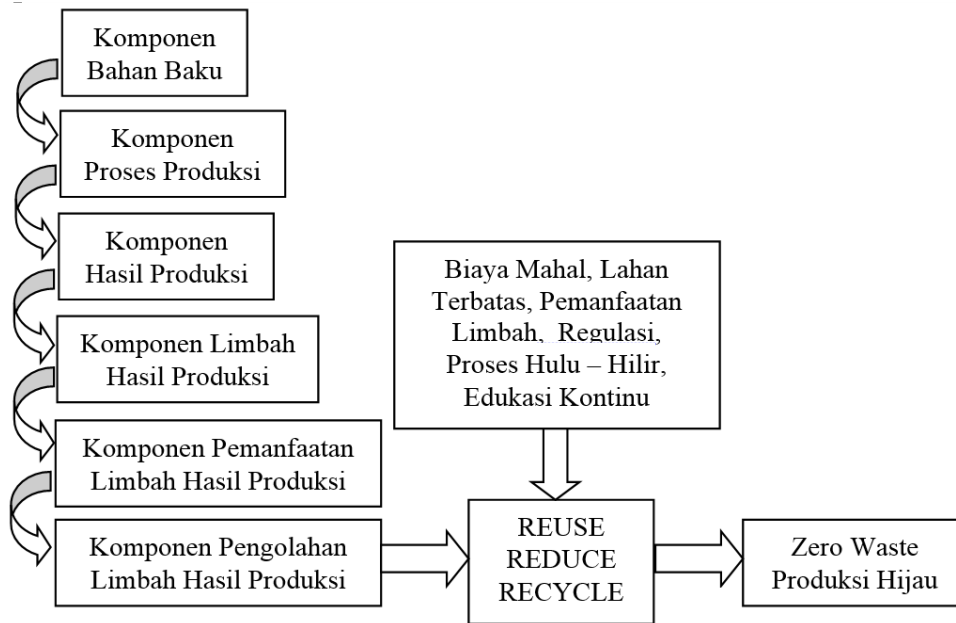 Komponen
Bahan Baku
Komponen
Proses Produksi
Komponen
Hasil Produksi
Komponen Limbah
Hasil Produksi
Komponen Pemanfaatan
Limbah Hasil Produksi
Komponen Pengolahan
Limbah Hasil Produksi
Biaya Mahal, Lahan
Terbatas, Pemanfaatan
Limbah, Regulasi,
Proses Hulu – Hilir,
Edukasi Kontinu
REUSE
REDUCE
RECYCLE
Zero Waste
Produksi Hijau